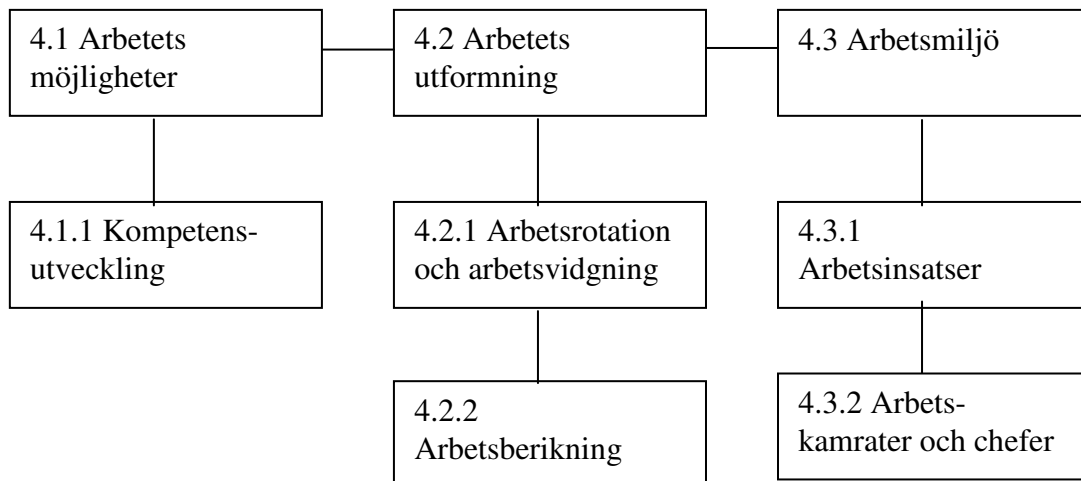 4.1 Arbetets
möjligheter
4.2 Arbetets
utformning
4.3 Arbetsmiljö
4.1.1 Kompetens-
utveckling
4.2.1 Arbetsrotation
och arbetsvidgning
4.3.1
Arbetsinsatser
4.2.2
Arbetsberikning
4.3.2 Arbets-
kamrater och chefer